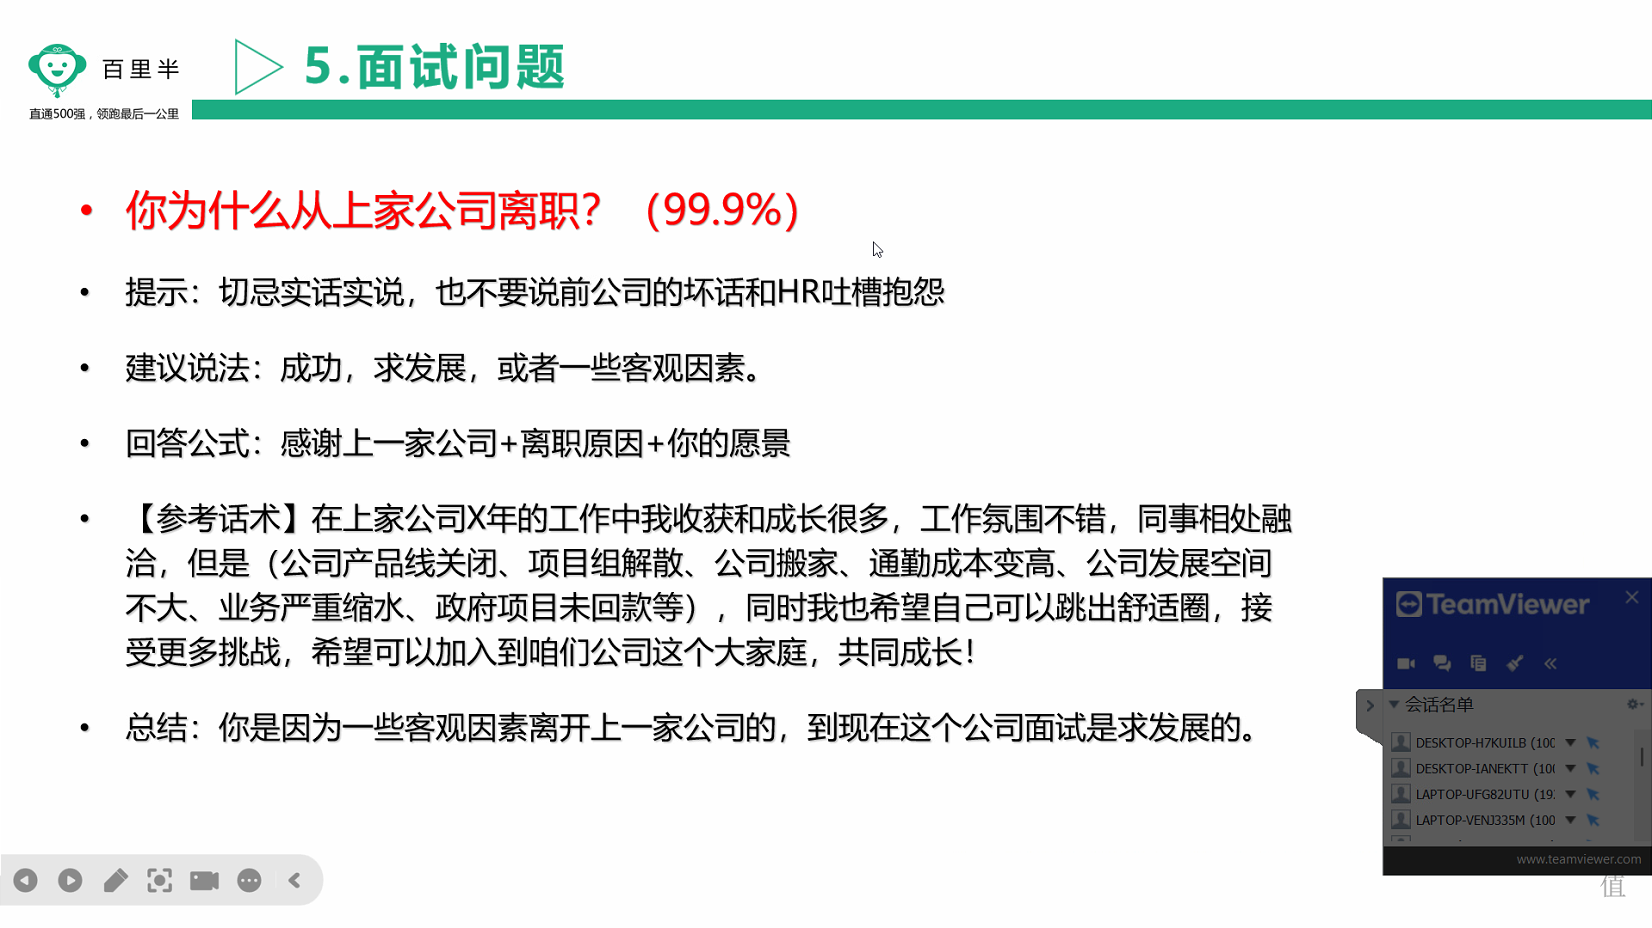 百里半
直通500强，领跑最后一公里
5.面试问题
• 你为什么从上家公司离职？（99.9%）
• 提示：切忌实话实说，也不要说前公司的坏话和HR吐槽抱怨
• 建议说法：成功，求发展，或者一些客观因素。
• 回答公式：感谢上一家公司+离职原因+你的愿景
• 【参考话术】在上家公司X年的工作中我收获和成长很多，工作氛围不错，同事相处融
洽，但是（公司产品线关闭、项目组解散、公司搬家、通勤成本变高、公司发展空间
不大、业务严重缩水、政府项目未回款等），同时我也希望自己可以跳出舒适圈，接
受更多挑战，希望可以加入到咱们公司这个大家庭，共同成长！
• 总结：你是因为一些客观因素离开上一家公司的，到现在这个公司面试是求发展的。
TeamViewer
会话名单
DESKTOP-H7KUILB (100
DESKTOP-IANEKTT (100
LAPTOP-UFG82UTU (19.
LAPTOP-VENJ335M (100
www.teamviewer.com
值